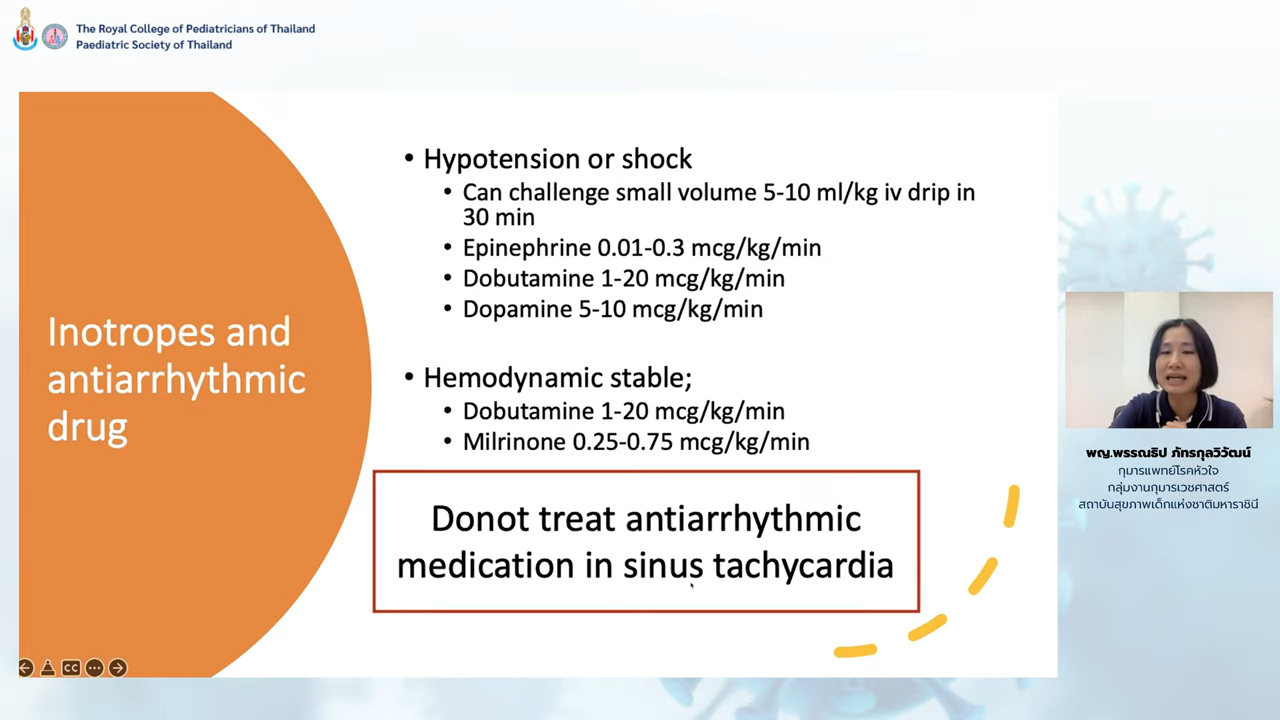 The Royal College of Pediatricians of Thailand
Paediatric Society of Thailand
Inotropes and
antiarrhythmic
drug
• Hypotension or shock
• Can challenge small volume 5-10 ml/kg iv drip in
30 min
• Epinephrine 0.01-0.3 mcg/kg/min
• Dobutamine 1-20 mcg/kg/min
• Dopamine 5-10 mcg/kg/min
• Hemodynamic stable;
• Dobutamine 1-20 mcg/kg/min
• Milrinone 0.25-0.75 mcg/kg/min
Donot treat antiarrhythmic
medication in sinus tachycardia
CC
พญ.พรรณธิป ภัทรกุลวิวัฒน์
กุมารแพทย์โรคหัวใจ
กลุ่มงานกุมารเวชศาสตร์
สถาบันสุขภาพเด็กแห่งชาติมหาราชินี